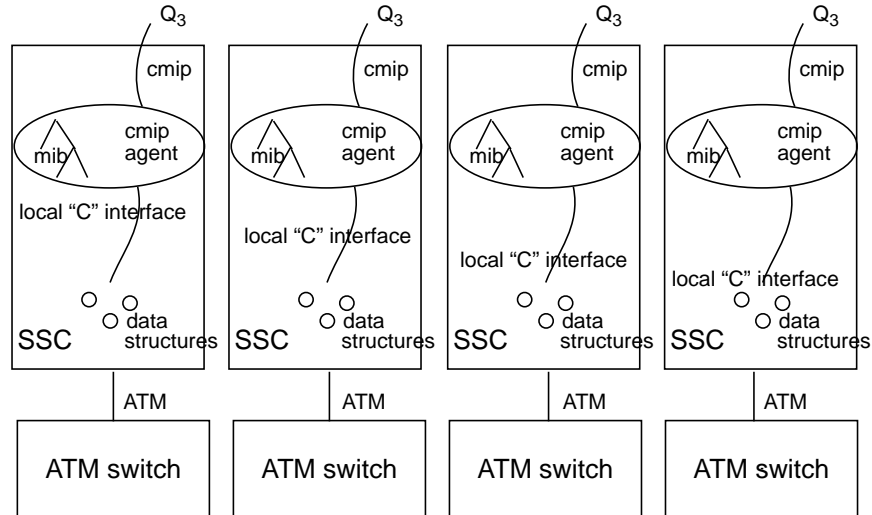 Q3
cmip
mib
cmip
agent
local “C” interface
data
structures
SSC
ATM
ATM switch
Q3
cmip
mib
cmip
agent
local “C” interface
data
structures
SSC
ATM
ATM switch
Q3
cmip
mib
cmip
agent
local “C” interface
data
structures
SSC
ATM
ATM switch
Q3
cmip
mib
cmip
agent
local “C” interface
data
structures
SSC
ATM
ATM switch